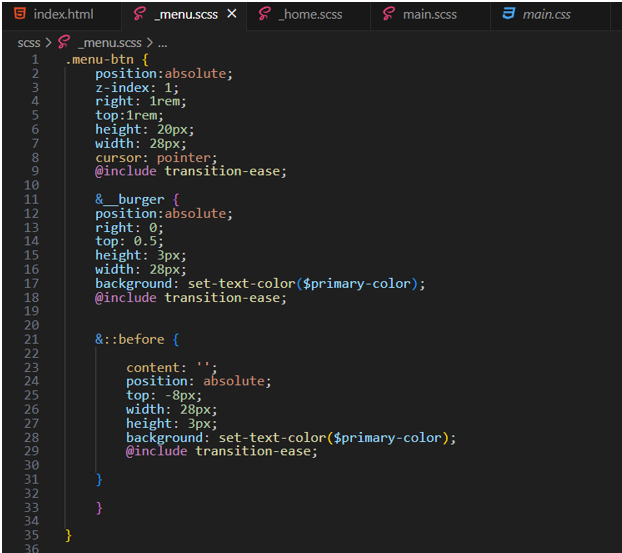 index.html _menu.scss _home.scss main.scss main.css
scss > _menu.scss > ...
1 .menu-btn {
2 position:absolute;
3 z-index: 1;
4 right: 1rem;
5 top:1rem;
6 height: 20px;
7 width: 28px;
8 cursor: pointer;
9 @include transition-ease;
10
11 &__burger {
12 position:absolute;
13 right: 0;
14 top: 0.5;
15 height: 3px;
16 width: 28px;
17 background: set-text-color($primary-color);
18 @include transition-ease;
19
20
21 &::before {
22
23 content: '';
24 position: absolute;
25 top: -8px;
26 width: 28px;
27 height: 3px;
28 background: set-text-color($primary-color);
29 @include transition-ease;
30
31 }
32
33 }
34
35 }
36